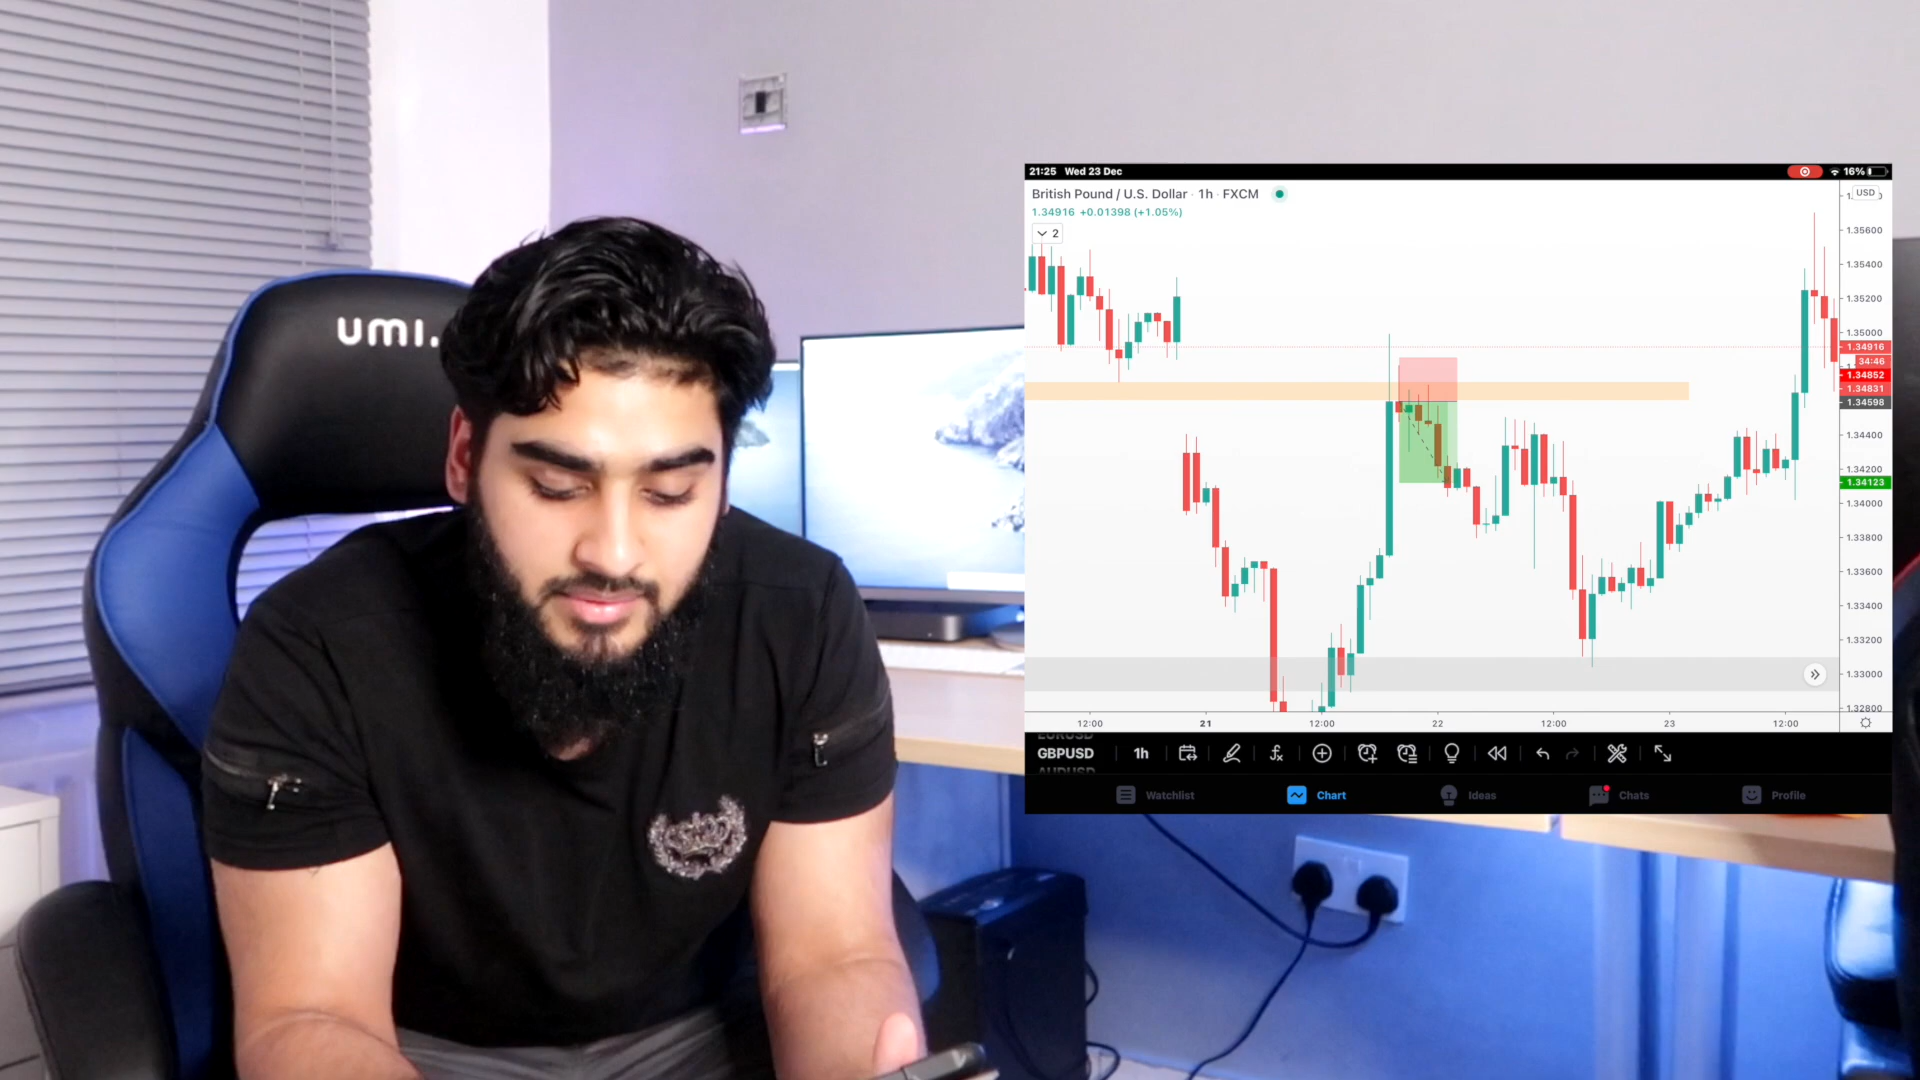 umi.
21:25 Wed 23 Dec
16%
British Pound / U.S. Dollar · 1h · FXCM
USD
1.34916 +0.01398 (+1.05%)
2
1.35600
1.35400
1.35200
1.35000
1.34916
34:46
1.34852
1.34831
1.34598
1.34400
1.34200
1.34123
1.34000
1.33800
1.33600
1.33400
1.33200
1.33000
1.32800
12:00 21 12:00 22 12:00 23 12:00
EURUSD
GBPUSD 1h
AUDUSD
Watchlist Chart Ideas Chats Profile